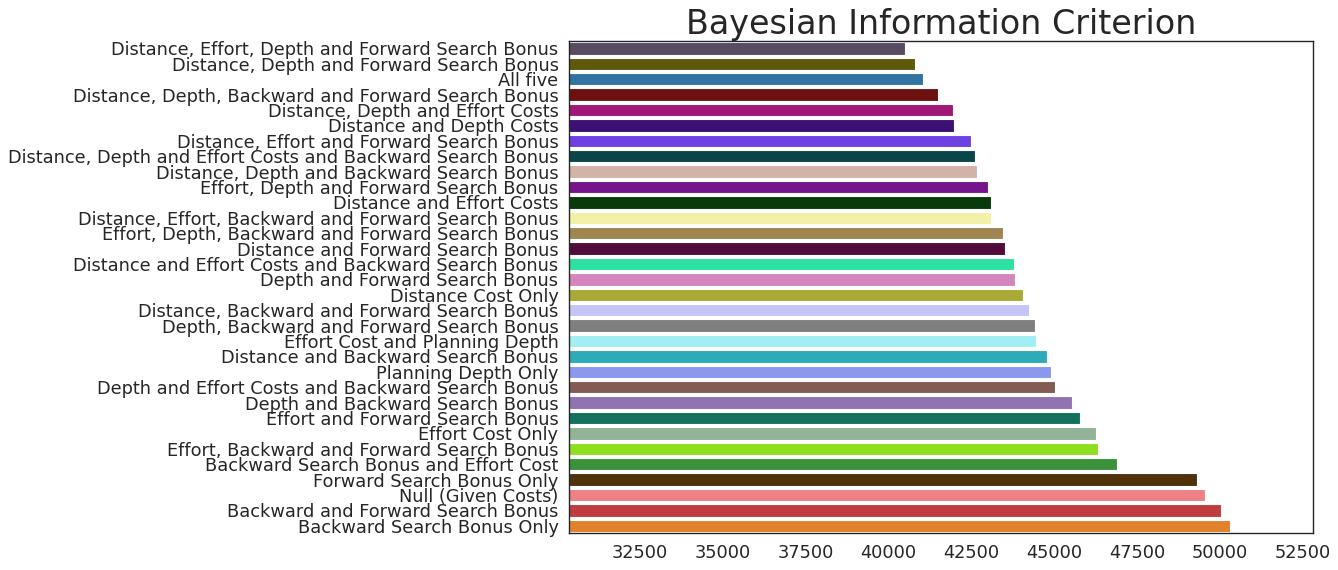 Bayesian Information Criterion
Distance, Effort, Depth and Forward Search Bonus
Distance, Depth and Forward Search Bonus
All five
Distance, Depth, Backward and Forward Search Bonus
Distance, Depth and Effort Costs
Distance and Depth Costs
Distance, Effort and Forward Search Bonus
Distance, Depth and Effort Costs and Backward Search Bonus
Distance, Depth and Backward Search Bonus
Effort, Depth and Forward Search Bonus
Distance and Effort Costs
Distance, Effort, Backward and Forward Search Bonus
Effort, Depth, Backward and Forward Search Bonus
Distance and Forward Search Bonus
Distance and Effort Costs and Backward Search Bonus
Depth and Forward Search Bonus
Distance Cost Only
Distance, Backward and Forward Search Bonus
Depth, Backward and Forward Search Bonus
Effort Cost and Planning Depth
Distance and Backward Search Bonus
Planning Depth Only
Depth and Effort Costs and Backward Search Bonus
Depth and Backward Search Bonus
Effort and Forward Search Bonus
Effort Cost Only
Effort, Backward and Forward Search Bonus
Backward Search Bonus and Effort Cost
Forward Search Bonus Only
Null (Given Costs)
Backward and Forward Search Bonus
Backward Search Bonus Only
32500 35000 37500 40000 42500 45000 47500 50000 52500